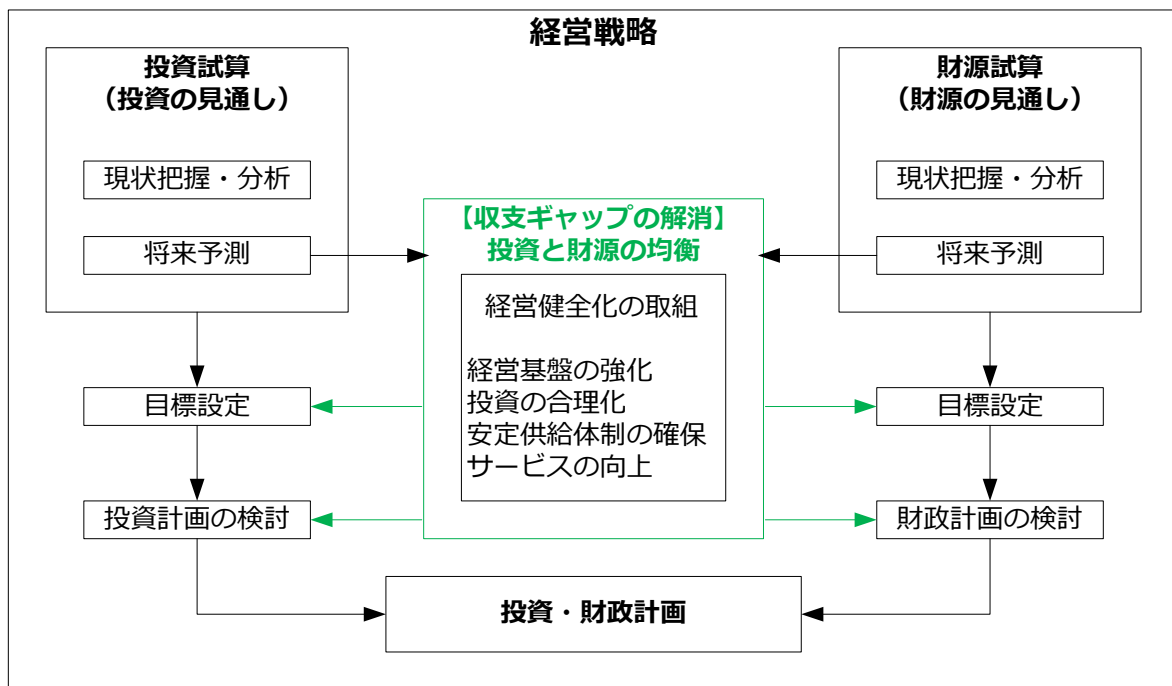 経営戦略
投資試算
（投資の見通し）
現状把握・分析
将来予測
目標設定
投資計画の検討
【収支ギャップの解消】
投資と財源の均衡
経営健全化の取組
経営基盤の強化
投資の合理化
安定供給体制の確保
サービスの向上
財源試算
（財源の見通し）
現状把握・分析
将来予測
目標設定
財政計画の検討
投資・財政計画